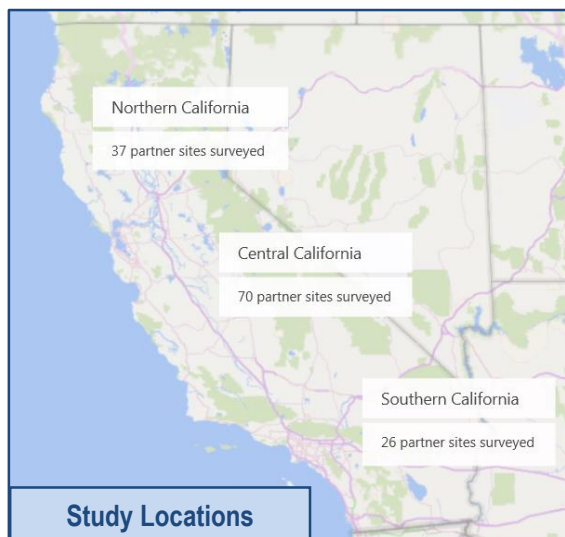 Northern California
37 partner sites surveyed
Central California
70 partner sites surveyed
Southern California
26 partner sites surveyed
Study Locations